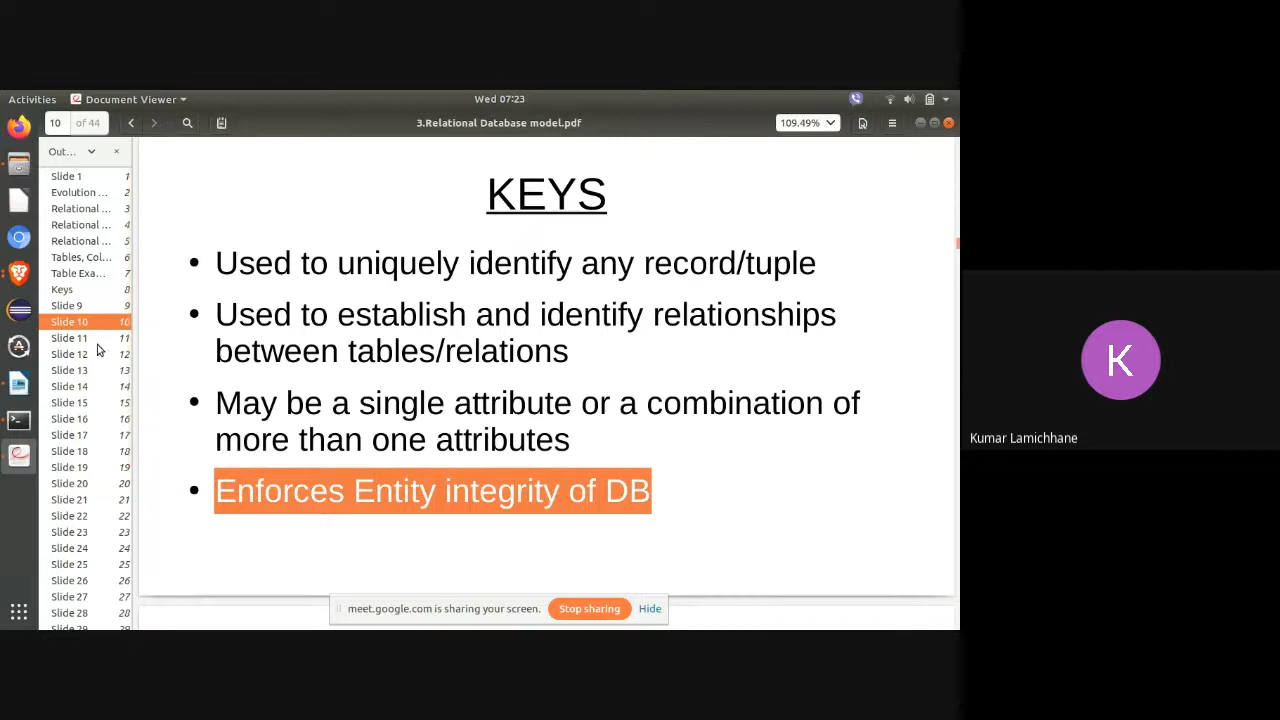 Activities
Document Viewer
Wed 07:23
10
of 44
3.Relational Database model.pdf
109.49%
Out...
Slide 1 1
Evolution ... 2
Relational ... 3
Relational ... 4
Relational ... 5
Tables, Col... 6
Table Exa... 7
Keys 8
Slide 9 9
Slide 10 10
Slide 11 11
Slide 12 12
Slide 13 13
Slide 14 14
Slide 15 15
Slide 16 16
Slide 17 17
Slide 18 18
Slide 19 19
Slide 20 20
Slide 21 21
Slide 22 22
Slide 23 23
Slide 24 24
Slide 25 25
Slide 26 26
Slide 27 27
Slide 28 28
Slide 29 29
KEYS
• Used to uniquely identify any record/tuple
• Used to establish and identify relationships
between tables/relations
• May be a single attribute or a combination of
more than one attributes
• Enforces Entity integrity of DB
meet.google.com is sharing your screen.
Stop sharing
Hide
K
Kumar Lamichhane